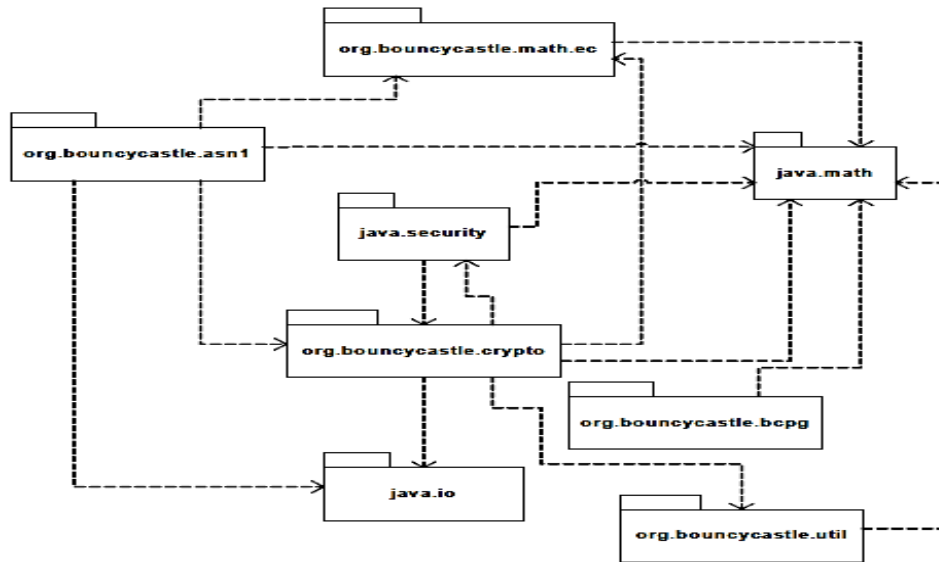 org.bouncycastle.math.ec
org.bouncycastle.asn1
java.math
java.security
org.bouncycastle.crypto
org.bouncycastle.bcpg
java.io
org.bouncycastle.util